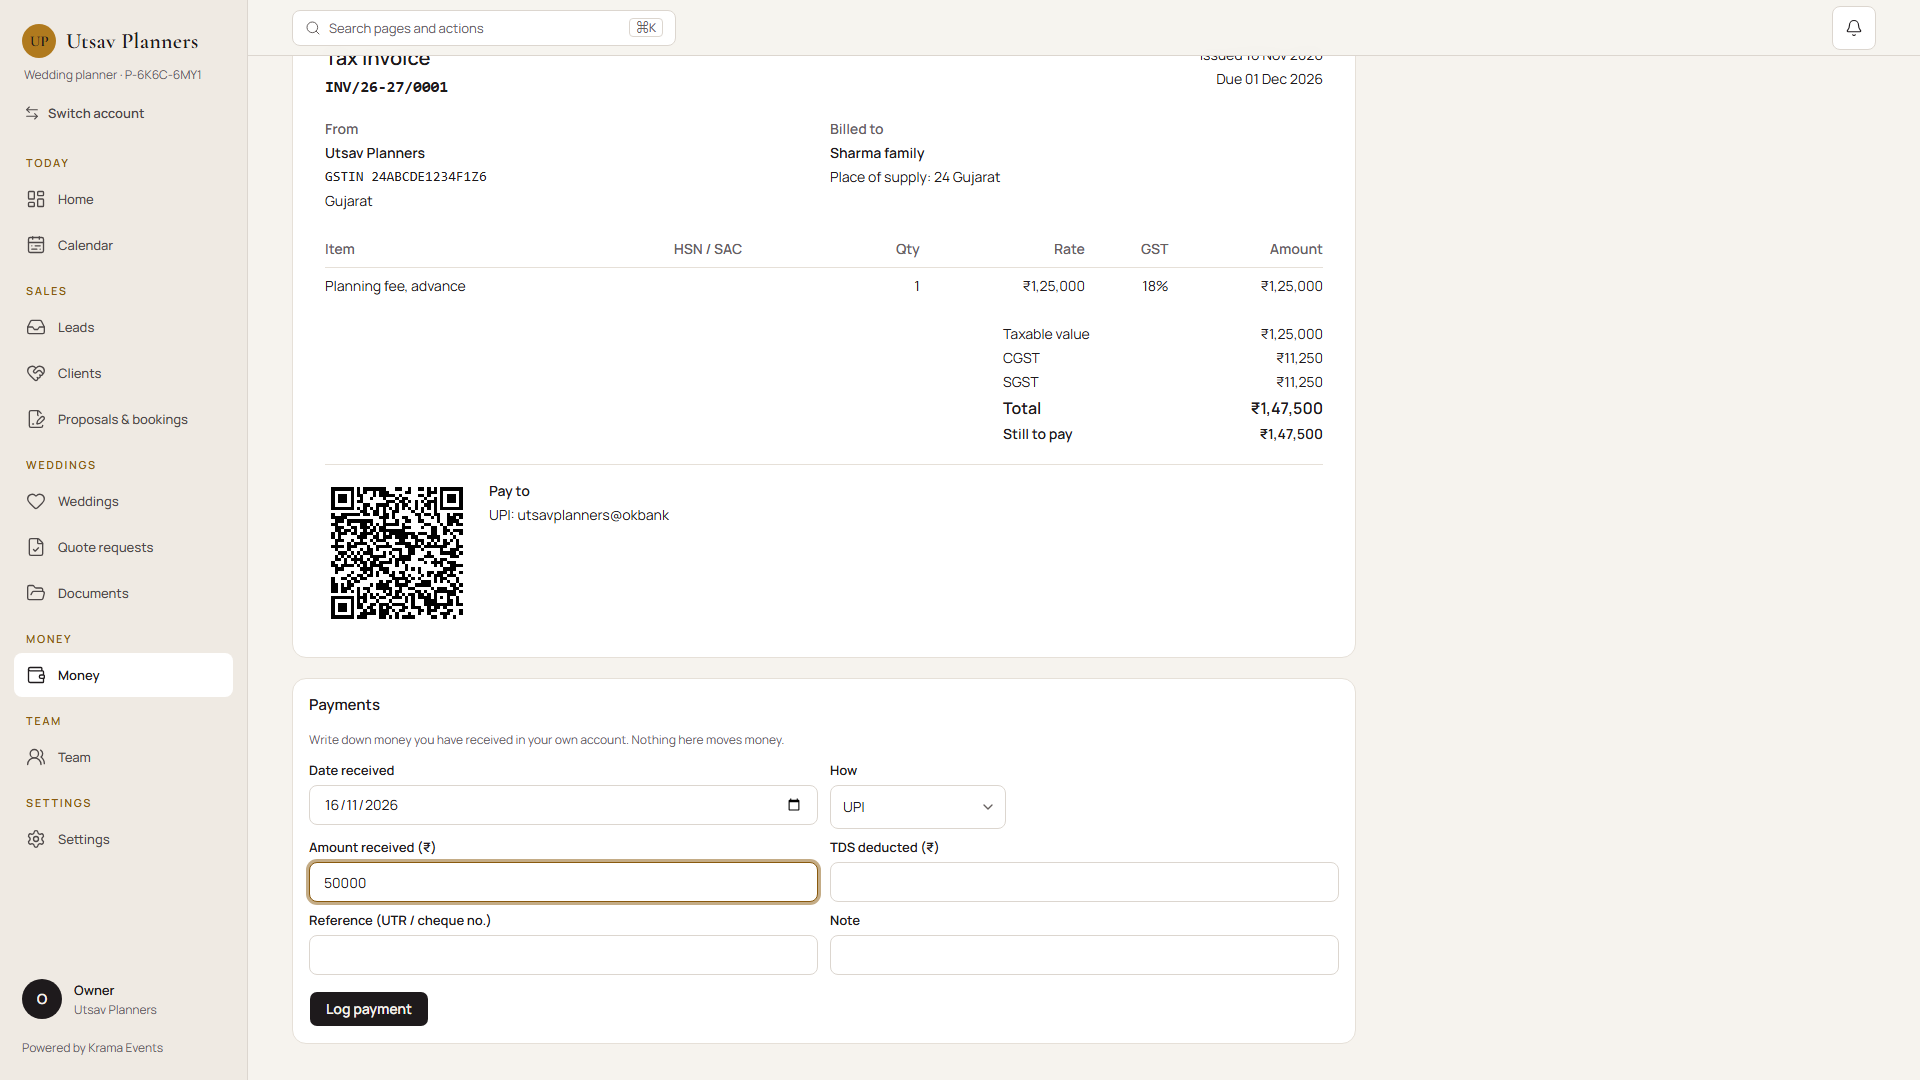 UP Utsav Planners
Wedding planner · P-6K6C-6MY1
Switch account
TODAY
Home
Calendar
SALES
Leads
Clients
Proposals & bookings
WEDDINGS
Weddings
Quote requests
Documents
MONEY
Money
TEAM
Team
SETTINGS
Settings
O
Owner
Utsav Planners
Powered by Krama Events
Search pages and actions ⌘K
Tax invoice
Issued 16 Nov 2026
INV/26-27/0001
Due 01 Dec 2026
From
Utsav Planners
GSTIN 24ABCDE1234F1Z6
Gujarat
Billed to
Sharma family
Place of supply: 24 Gujarat
Item HSN / SAC Qty Rate GST Amount
Planning fee, advance 1 ₹1,25,000 18% ₹1,25,000
Taxable value ₹1,25,000
CGST ₹11,250
SGST ₹11,250
Total ₹1,47,500
Still to pay ₹1,47,500
Pay to
UPI: utsavplanners@okbank
Payments
Write down money you have received in your own account. Nothing here moves money.
Date received How
16/11/2026 UPI
Amount received (₹) TDS deducted (₹)
50000
Reference (UTR / cheque no.) Note
Log payment